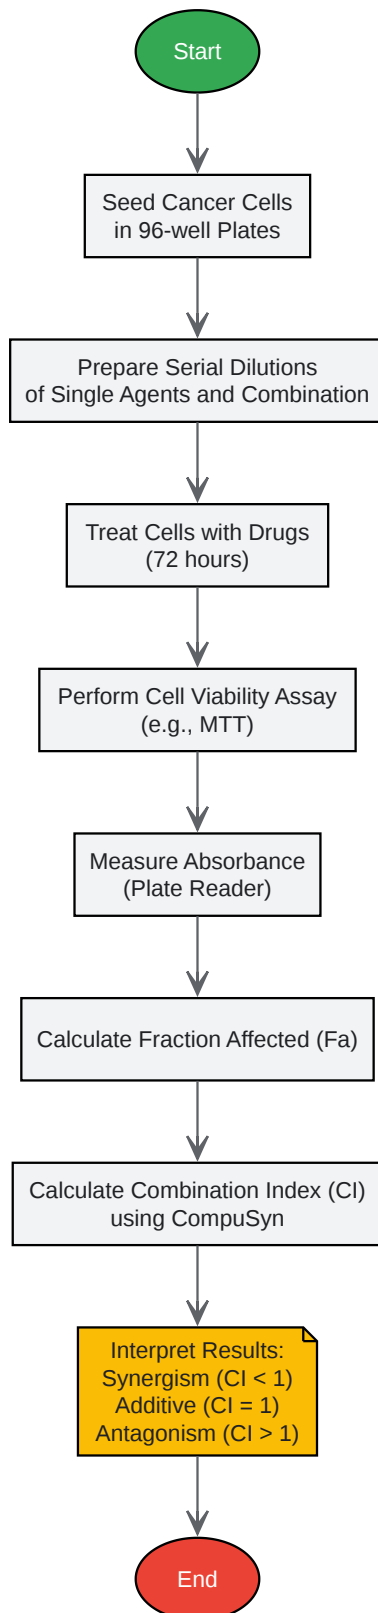 Start
Seed Cancer Cells
in 96-well Plates
Prepare Serial Dilutions
of Single Agents and Combination
Treat Cells with Drugs
(72 hours)
Perform Cell Viability Assay
(e.g., MTT)
Measure Absorbance
(Plate Reader)
Calculate Fraction Affected (Fa)
Calculate Combination Index (CI)
using CompuSyn
Interpret Results:
Synergism (CI < 1)
Additive (CI = 1)
Antagonism (CI > 1)
End